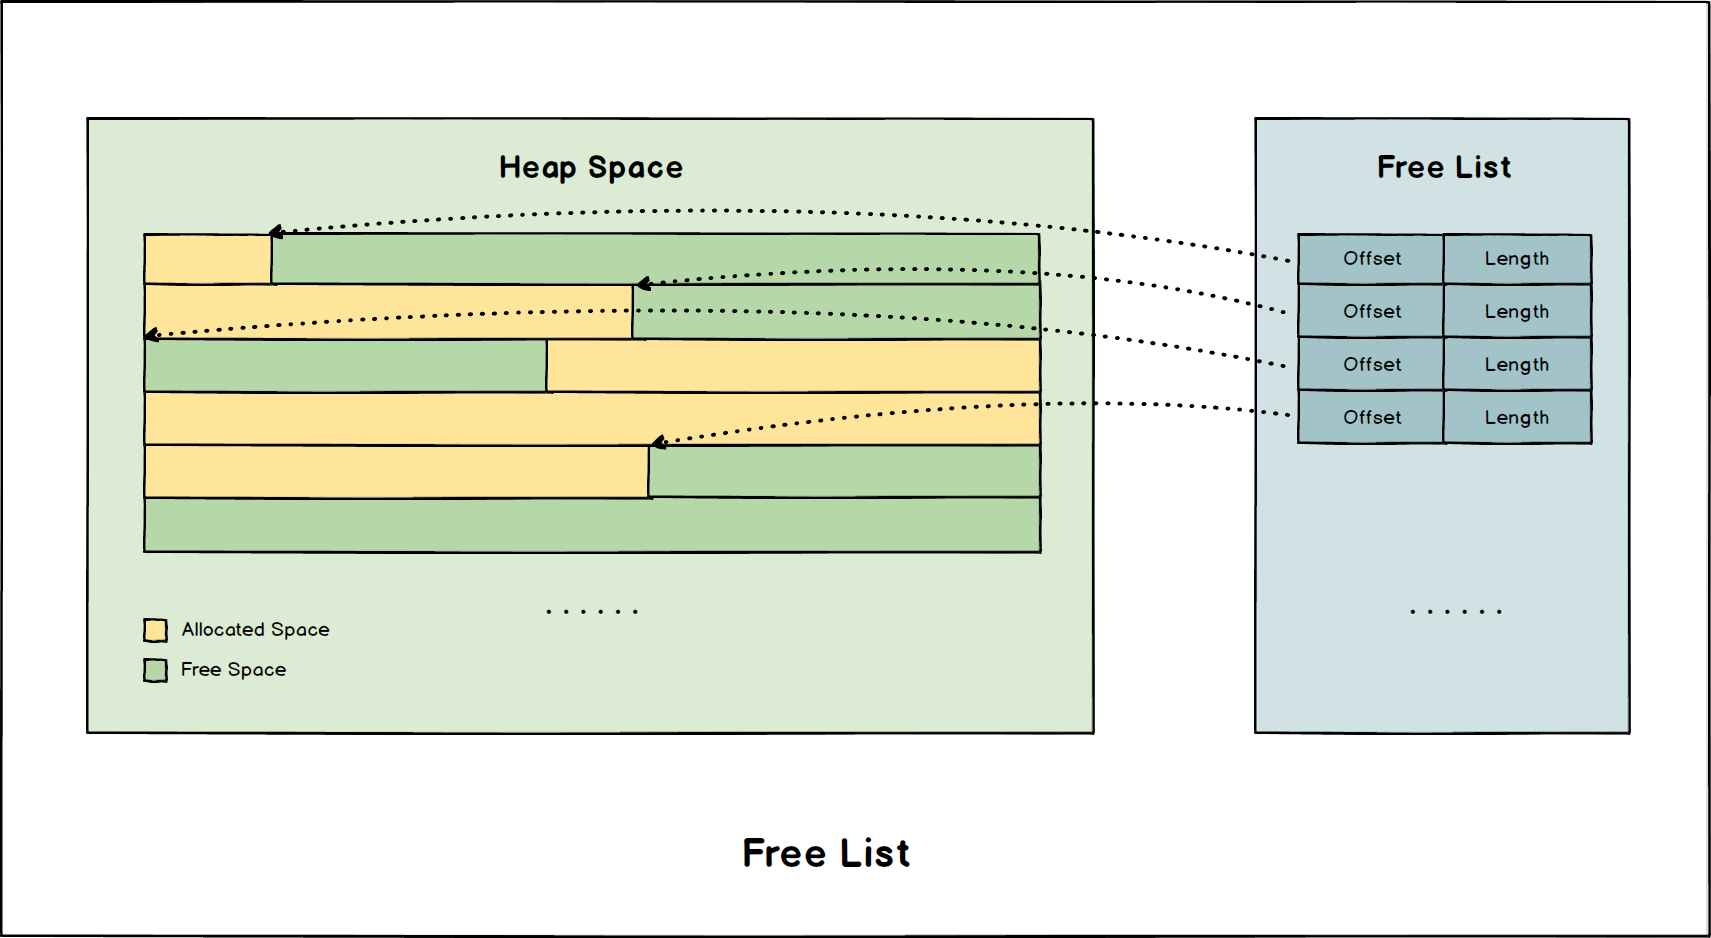 Heap Space
Free List
Offset Length
Offset Length
Offset Length
Offset Length
......
......
Allocated Space
Free Space
Free List